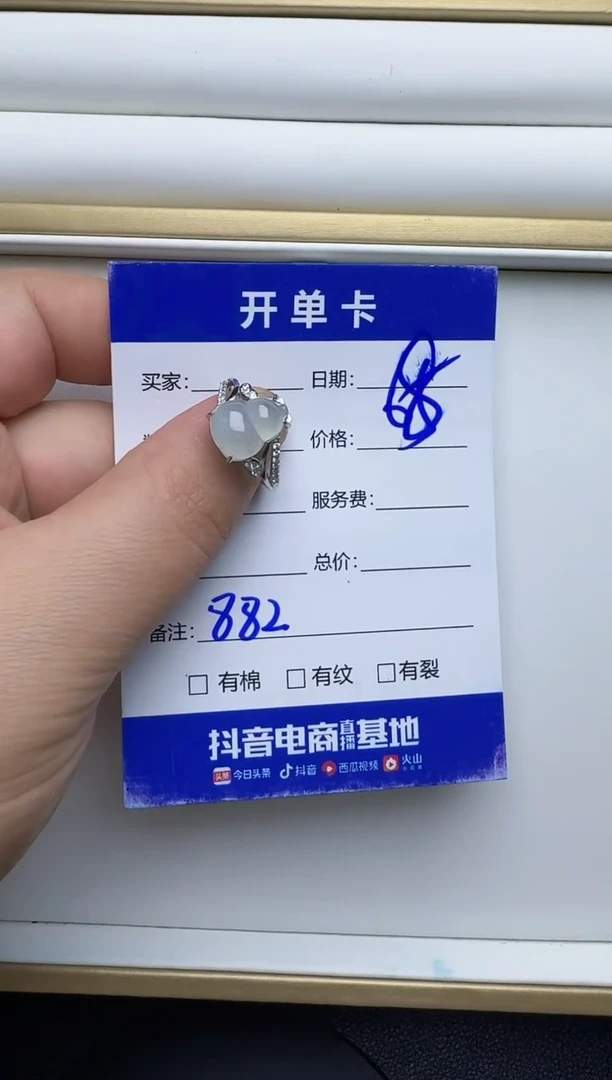 开单卡
买家： 日期：
价格：
服务费：
总价：
备注： 882
□ 有棉 □ 有纹 □ 有裂
抖音电商直播基地
头条 今日头条 抖音 西瓜视频 火山